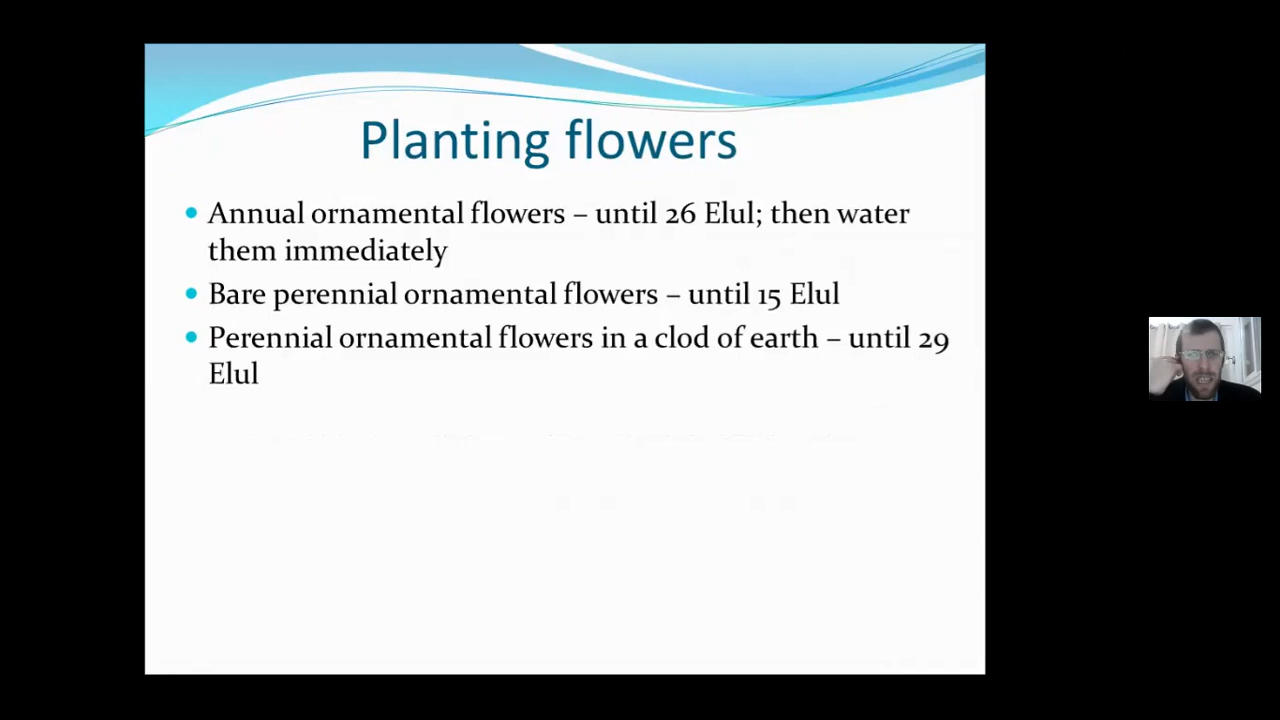 Planting flowers
Annual ornamental flowers – until 26 Elul; then water
them immediately
Bare perennial ornamental flowers – until 15 Elul
Perennial ornamental flowers in a clod of earth – until 29
Elul